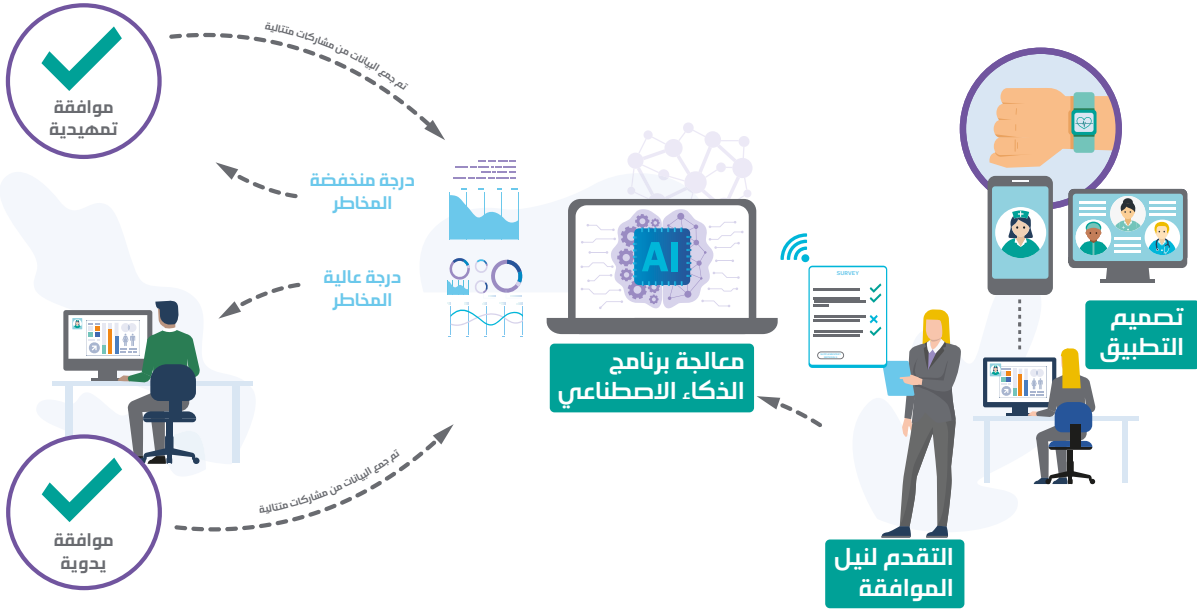 تصميم
التطبيق
SURVEY
التقدم لنيل
الموافقة
AI
معالجة برنامج
الذكاء الاصطناعي
درجة منخفضة
المخاطر
درجة عالية
المخاطر
تم جمع البيانات من مشاركات متتالية
موافقة
تمهيدية
تم جمع البيانات من مشاركات متتالية
موافقة
يدوية